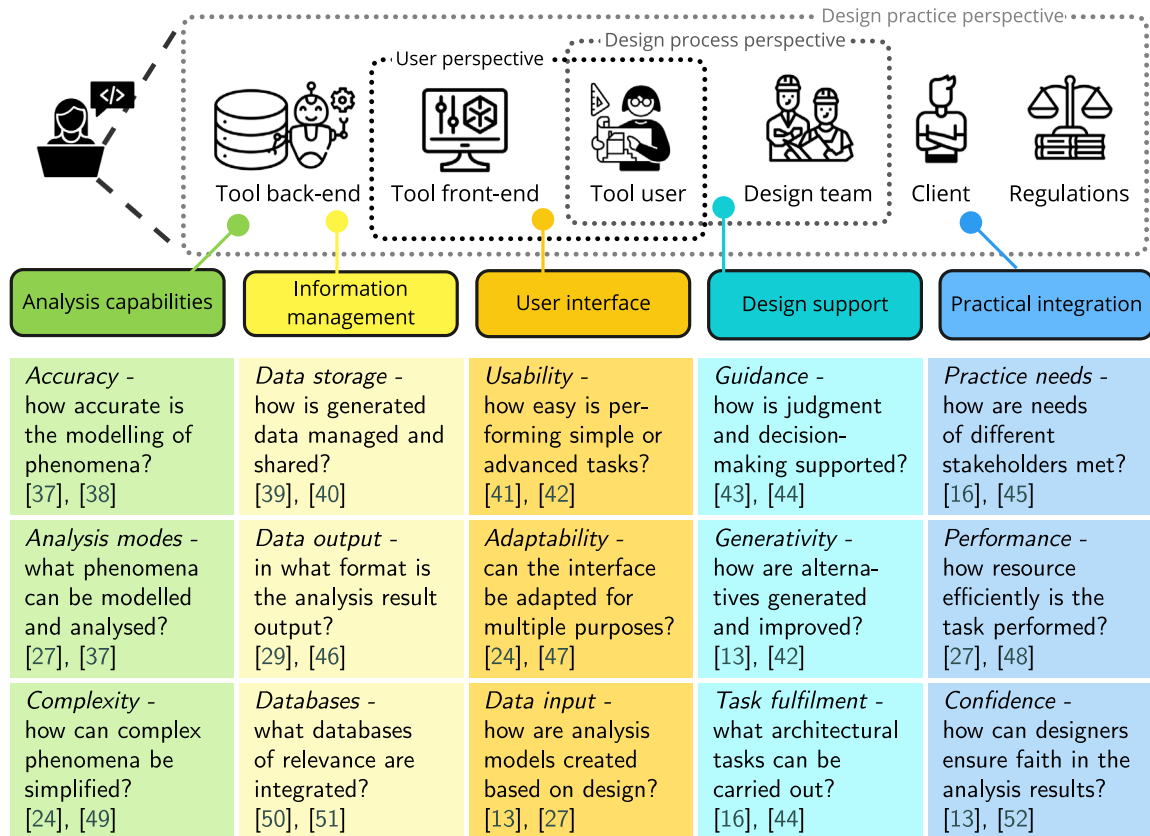 Design practice perspective
Design process perspective
User perspective
</>
Tool back-end
Tool front-end
Tool user
Design team
Client
Regulations
Analysis capabilities
Information
management
User interface
Design support
Practical integration
Accuracy -
how accurate is
the modelling of
phenomena?
[37], [38]
Data storage -
how is generated
data managed and
shared?
[39], [40]
Usability -
how easy is per-
forming simple or
advanced tasks?
[41], [42]
Guidance -
how is judgment
and decision-
making supported?
[43], [44]
Practice needs -
how are needs
of different
stakeholders met?
[16], [45]
Analysis modes -
what phenomena
can be modelled
and analysed?
[27], [37]
Data output -
in what format is
the analysis result
output?
[29], [46]
Adaptability -
can the interface
be adapted for
multiple purposes?
[24], [47]
Generativity -
how are alterna-
tives generated
and improved?
[13], [42]
Performance -
how resource
efficiently is the
task performed?
[27], [48]
Complexity -
how can complex
phenomena be
simplified?
[24], [49]
Databases -
what databases
of relevance are
integrated?
[50], [51]
Data input -
how are analysis
models created
based on design?
[13], [27]
Task fulfilment -
what architectural
tasks can be
carried out?
[16], [44]
Confidence -
how can designers
ensure faith in the
analysis results?
[13], [52]